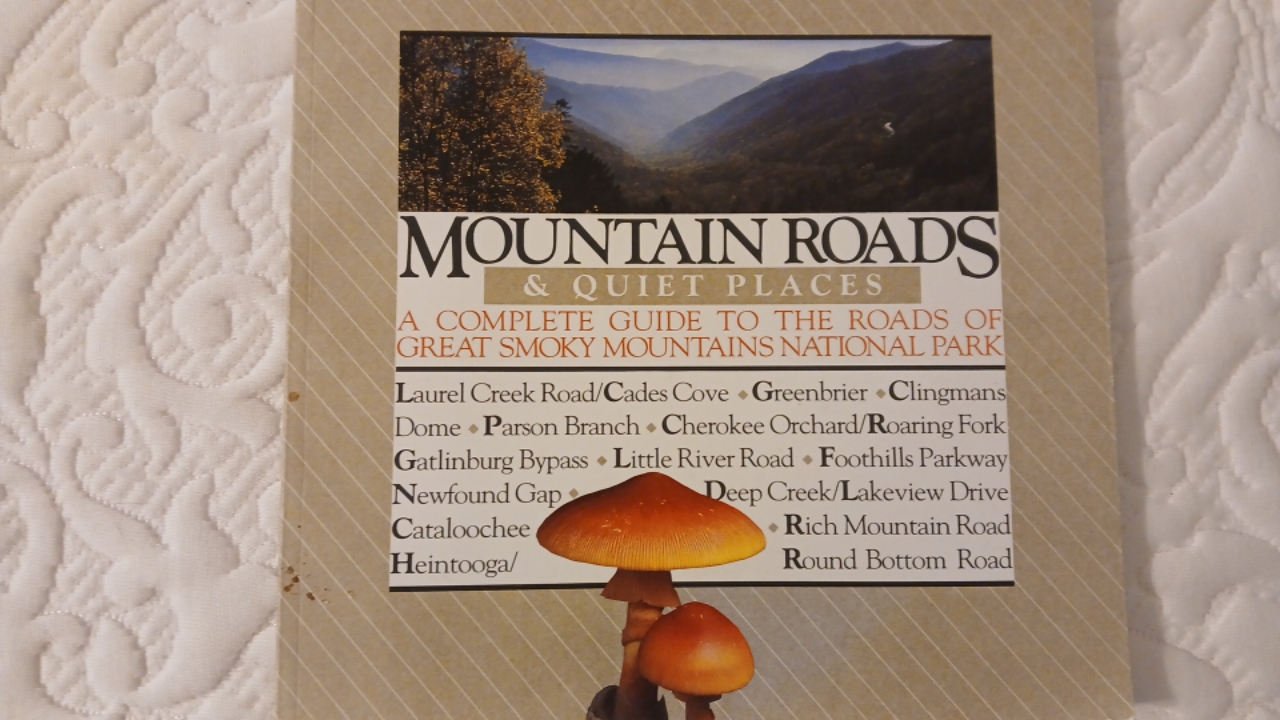 MOUNTAIN ROADS
& QUIET PLACES
A COMPLETE GUIDE TO THE ROADS OF
GREAT SMOKY MOUNTAINS NATIONAL PARK
Laurel Creek Road/Cades Cove ◆ Greenbrier ◆ Clingmans
Dome ◆ Parson Branch ◆ Cherokee Orchard/Roaring Fork
Gatlinburg Bypass ◆ Little River Road ◆ Foothills Parkway
Newfound Gap ◆ Deep Creek/Lakeview Drive
Cataloochee ◆ Rich Mountain Road
Heintooga/ Round Bottom Road